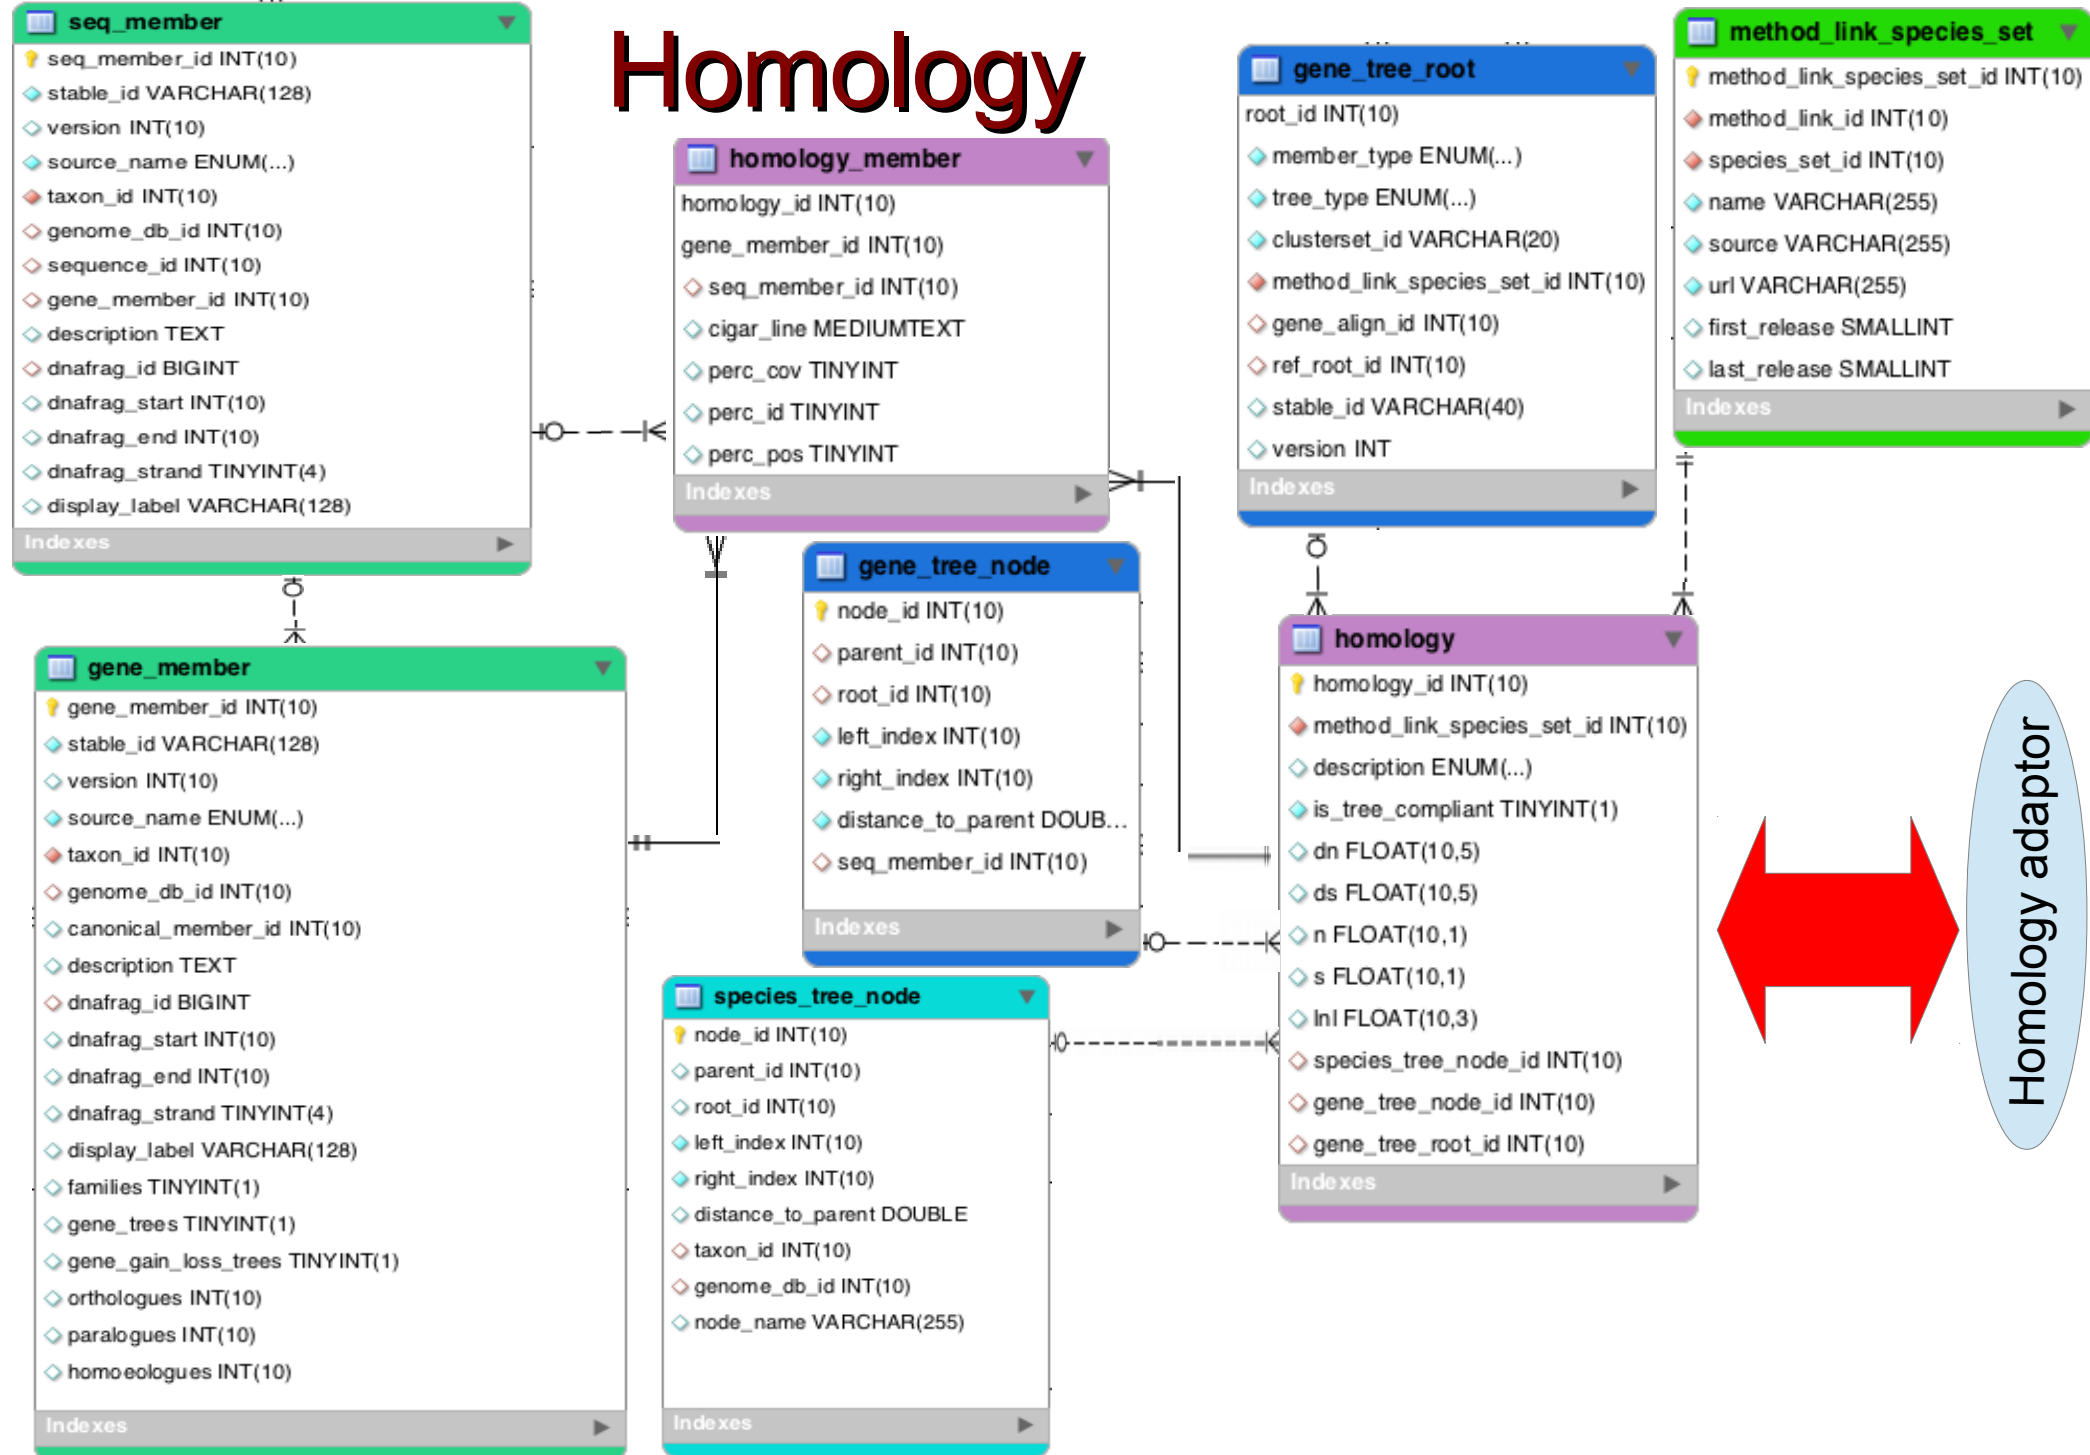 Homology
seq_member
seq_member_id INT(10)
stable_id VARCHAR(128)
version INT(10)
source_name ENUM(...)
taxon_id INT(10)
genome_db_id INT(10)
sequence_id INT(10)
gene_member_id INT(10)
description TEXT
dnafrag_id BIGINT
dnafrag_start INT(10)
dnafrag_end INT(10)
dnafrag_strand TINYINT(4)
display_label VARCHAR(128)
Indexes
homology_member
homology_id INT(10)
gene_member_id INT(10)
seq_member_id INT(10)
cigar_line MEDIUMTEXT
perc_cov TINYINT
perc_id TINYINT
perc_pos TINYINT
Indexes
gene_tree_root
root_id INT(10)
member_type ENUM(...)
tree_type ENUM(...)
clusterset_id VARCHAR(20)
method_link_species_set_id INT(10)
gene_align_id INT(10)
ref_root_id INT(10)
stable_id VARCHAR(40)
version INT
Indexes
method_link_species_set
method_link_species_set_id INT(10)
method_link_id INT(10)
species_set_id INT(10)
name VARCHAR(255)
source VARCHAR(255)
url VARCHAR(255)
first_release SMALLINT
last_release SMALLINT
Indexes
gene_member
gene_member_id INT(10)
stable_id VARCHAR(128)
version INT(10)
source_name ENUM(...)
taxon_id INT(10)
genome_db_id INT(10)
canonical_member_id INT(10)
description TEXT
dnafrag_id BIGINT
dnafrag_start INT(10)
dnafrag_end INT(10)
dnafrag_strand TINYINT(4)
display_label VARCHAR(128)
families TINYINT(1)
gene_trees TINYINT(1)
gene_gain_loss_trees TINYINT(1)
orthologues INT(10)
paralogues INT(10)
homoeologues INT(10)
Indexes
gene_tree_node
node_id INT(10)
parent_id INT(10)
root_id INT(10)
left_index INT(10)
right_index INT(10)
distance_to_parent DOUB...
seq_member_id INT(10)
Indexes
species_tree_node
node_id INT(10)
parent_id INT(10)
root_id INT(10)
left_index INT(10)
right_index INT(10)
distance_to_parent DOUBLE
taxon_id INT(10)
genome_db_id INT(10)
node_name VARCHAR(255)
Indexes
homology
homology_id INT(10)
method_link_species_set_id INT(10)
description ENUM(...)
is_tree_compliant TINYINT(1)
dn FLOAT(10,5)
ds FLOAT(10,5)
n FLOAT(10,1)
s FLOAT(10,1)
lnl FLOAT(10,3)
species_tree_node_id INT(10)
gene_tree_node_id INT(10)
gene_tree_root_id INT(10)
Indexes
Homology adaptor